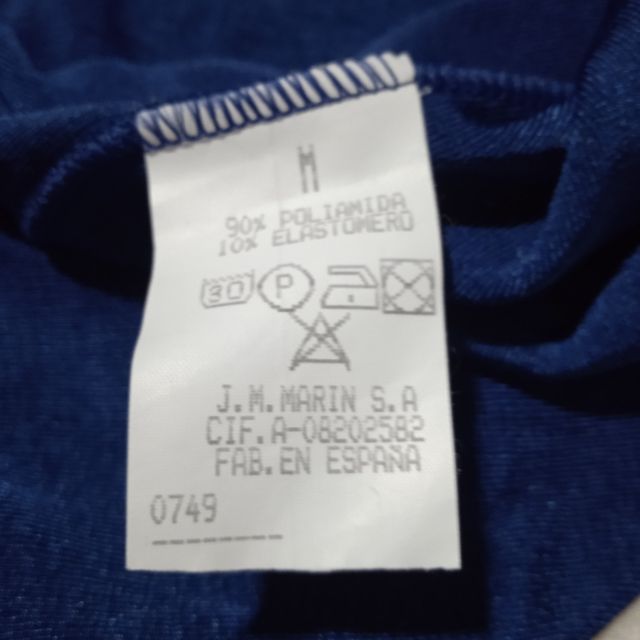 M
90% POLIAMIDA
10% ELASTOMERO
30 P
J.M.MARIN S.A
CIF.A-08202582
FAB.EN ESPAÑA
0749